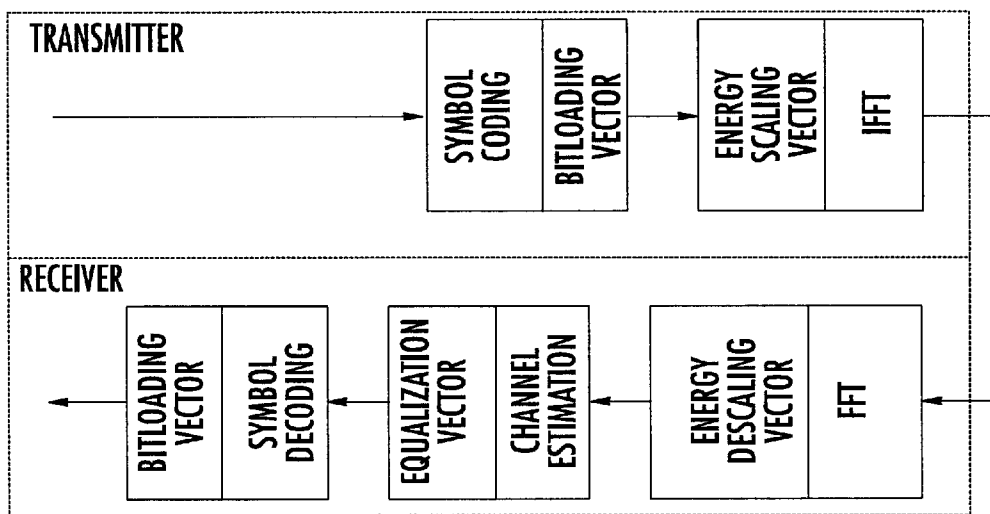 TRANSMITTER
SYMBOL
CODING
BITLOADING
VECTOR
ENERGY
SCALING
VECTOR
IFFT
RECEIVER
BITLOADING
VECTOR
SYMBOL
DECODING
EQUALIZATION
VECTOR
CHANNEL
ESTIMATION
ENERGY
DESCALING
VECTOR
FFT